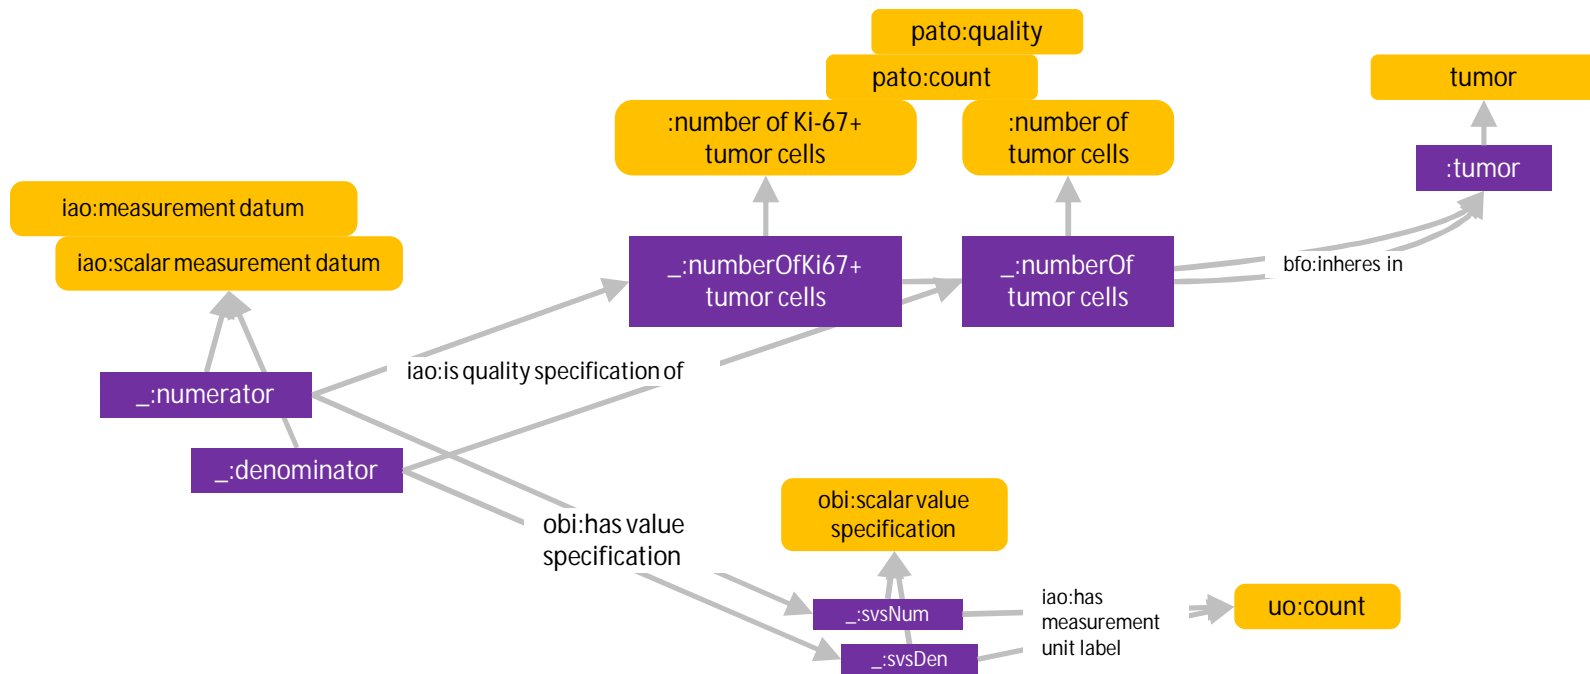 pato:quality
pato:count
tumor
:number of Ki-67+
tumor cells
:number of
tumor cells
:tumor
iao:measurement datum
iao:scalar measurement datum
_:numberOfKi67+
tumor cells
_:numberOf
tumor cells
bfo:inheres in
iao:is quality specification of
_:numerator
_:denominator
obi:scalar value
specification
obi:has value
specification
_:svsNum
_:svsDen
iao:has
measurement
unit label
uo:count